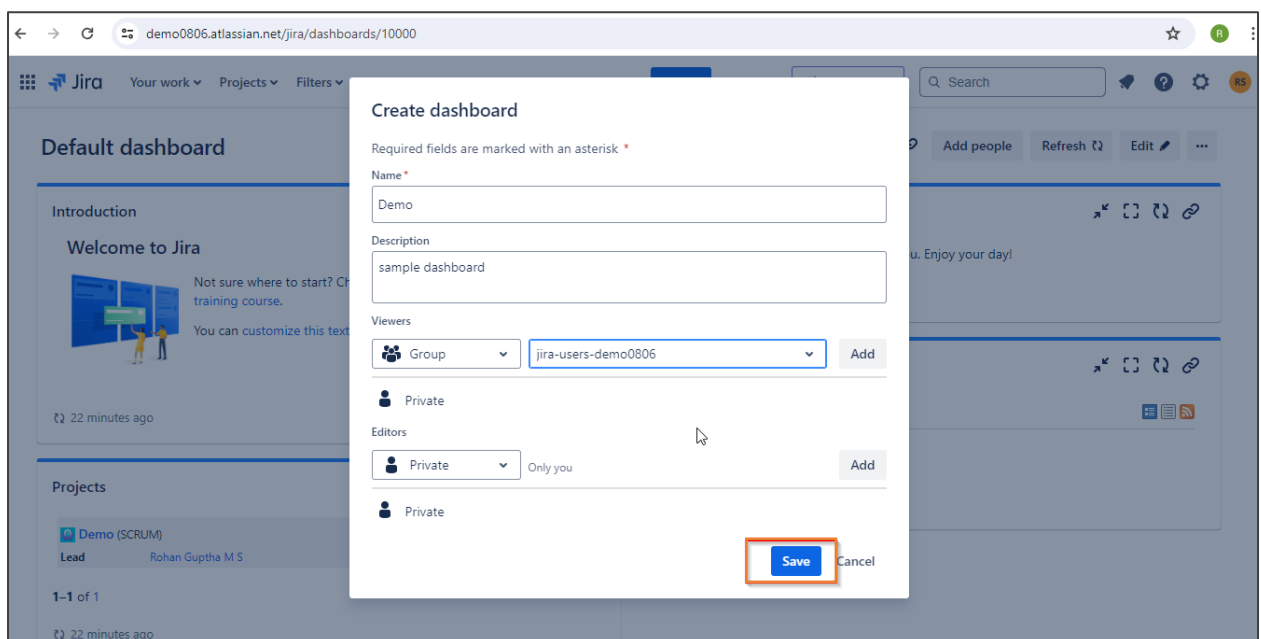 demo0806.atlassian.net/jira/dashboards/10000
R
Jira Your work Projects Filters Search RS
Default dashboard
Add people Refresh Edit ...
Create dashboard
Required fields are marked with an asterisk *
Name*
Demo
Description
sample dashboard
Viewers
Group jira-users-demo0806 Add
Private
Editors
Private Only you Add
Private
Save Cancel
Introduction
Welcome to Jira
Not sure where to start?
training course.
You can customize this text
22 minutes ago
Projects
Demo (SCRUM)
Lead Rohan Guptha M S
1–1 of 1
22 minutes ago
u. Enjoy your day!